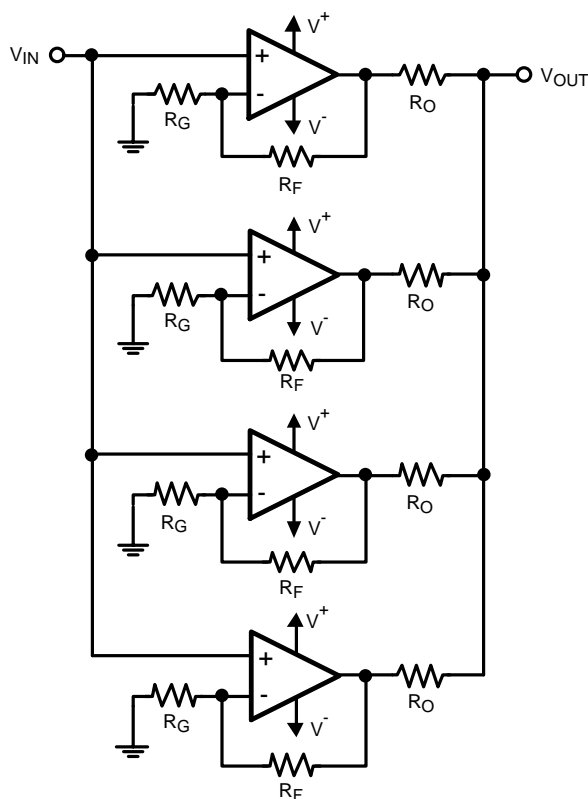 V+
VIN
+
VOUT
-
RO
RG
V-
RF
V+
+
-
RO
RG
V-
RF
V+
+
-
RO
RG
V-
RF
V+
+
-
RO
RG
V-
RF